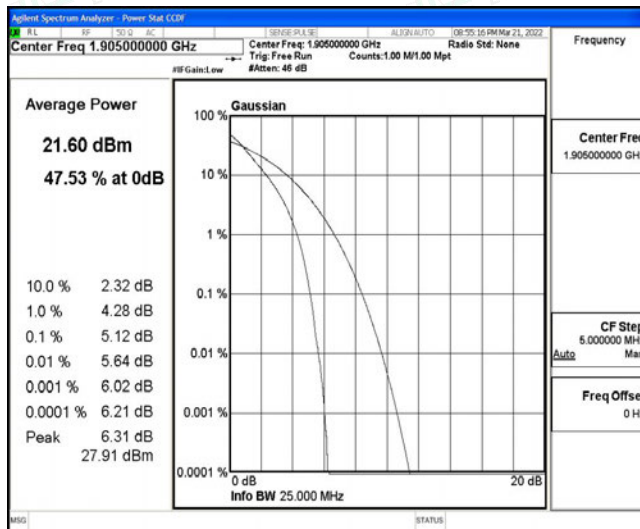 Agilent Spectrum Analyzer - Power Stat CCDF
RL RF 50 Ω AC SENSE:PULSE ALIGN AUTO 08:55:16 PM Mar 21, 2022
Center Freq 1.905000000 GHz
Center Freq: 1.905000000 GHz Radio Std: None
Trig: Free Run Counts:1.00 M/1.00 Mpt
#IFGain:Low #Atten: 46 dB
Frequency
Average Power
21.60 dBm
47.53 % at 0dB
10.0 % 2.32 dB
1.0 % 4.28 dB
0.1 % 5.12 dB
0.01 % 5.64 dB
0.001 % 6.02 dB
0.0001 % 6.21 dB
Peak 6.31 dB
27.91 dBm
Gaussian
100 %
10 %
1 %
0.1 %
0.01 %
0.001 %
0.0001 %
0 dB 20 dB
Info BW 25.000 MHz
Center Fre
1.905000000 GH
CF Step
5.000000 MH
Auto Ma
Freq Offse
0 H
MSG STATUS